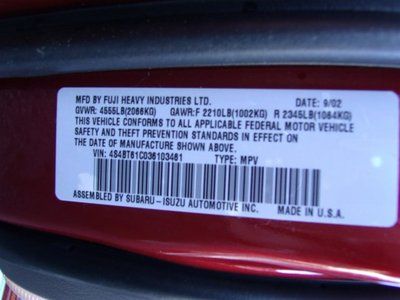 MFD BY FUJI HEAVY INDUSTRIES LTD. DATE: 9/02
GVWR: 4555LB(2066KG) GAWR:F 2210LB(1002KG) R 2345LB(1064KG)
THIS VEHICLE CONFORMS TO ALL APPLICABLE FEDERAL MOTOR VEHICLE
SAFETY AND THEFT PREVENTION STANDARDS IN EFFECT ON
THE DATE OF MANUFACTURE SHOWN ABOVE.
VIN: 4S4BT61C036103461 TYPE: MPV
ASSEMBLED BY SUBARU-ISUZU AUTOMOTIVE INC. MADE IN U.S.A.